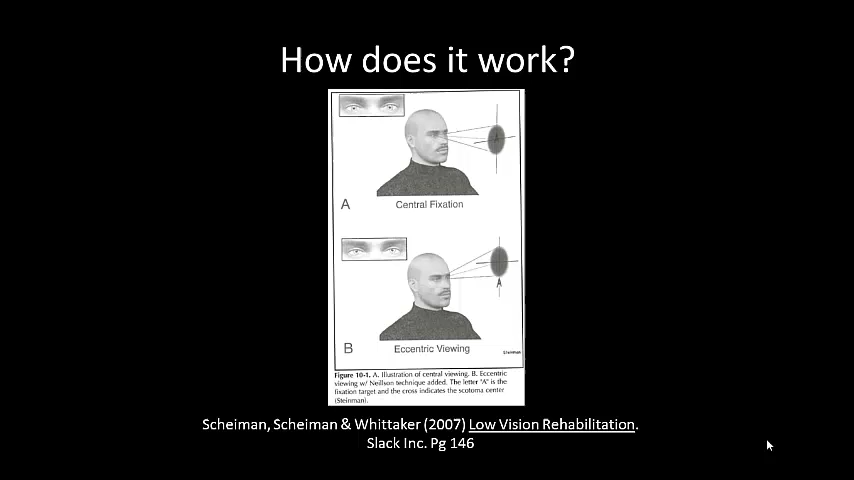 How does it work?
A
Central Fixation
A
B
Eccentric Viewing
Steinman
Figure 10-1. A. Illustration of central viewing. B. Eccentric
viewing w/ Neillson technique added. The letter "A" is the
fixation target and the cross indicates the scotoma center
(Steinman).
Scheiman, Scheiman & Whittaker (2007) Low Vision Rehabilitation.
Slack Inc. Pg 146